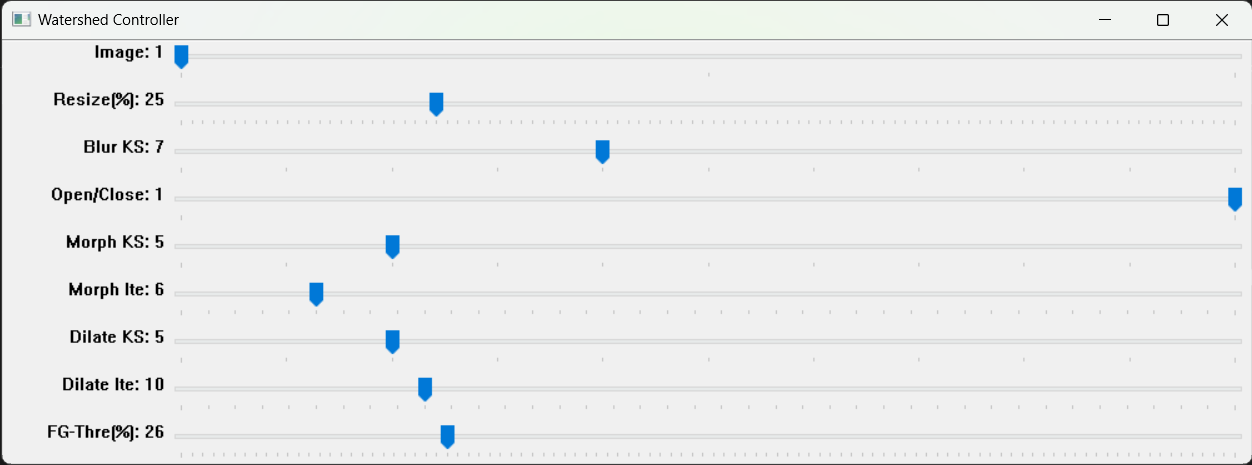 Watershed Controller
Image: 1
Resize(%): 25
Blur KS: 7
Open/Close: 1
Morph KS: 5
Morph Ite: 6
Dilate KS: 5
Dilate Ite: 10
FG-Thre(%): 26